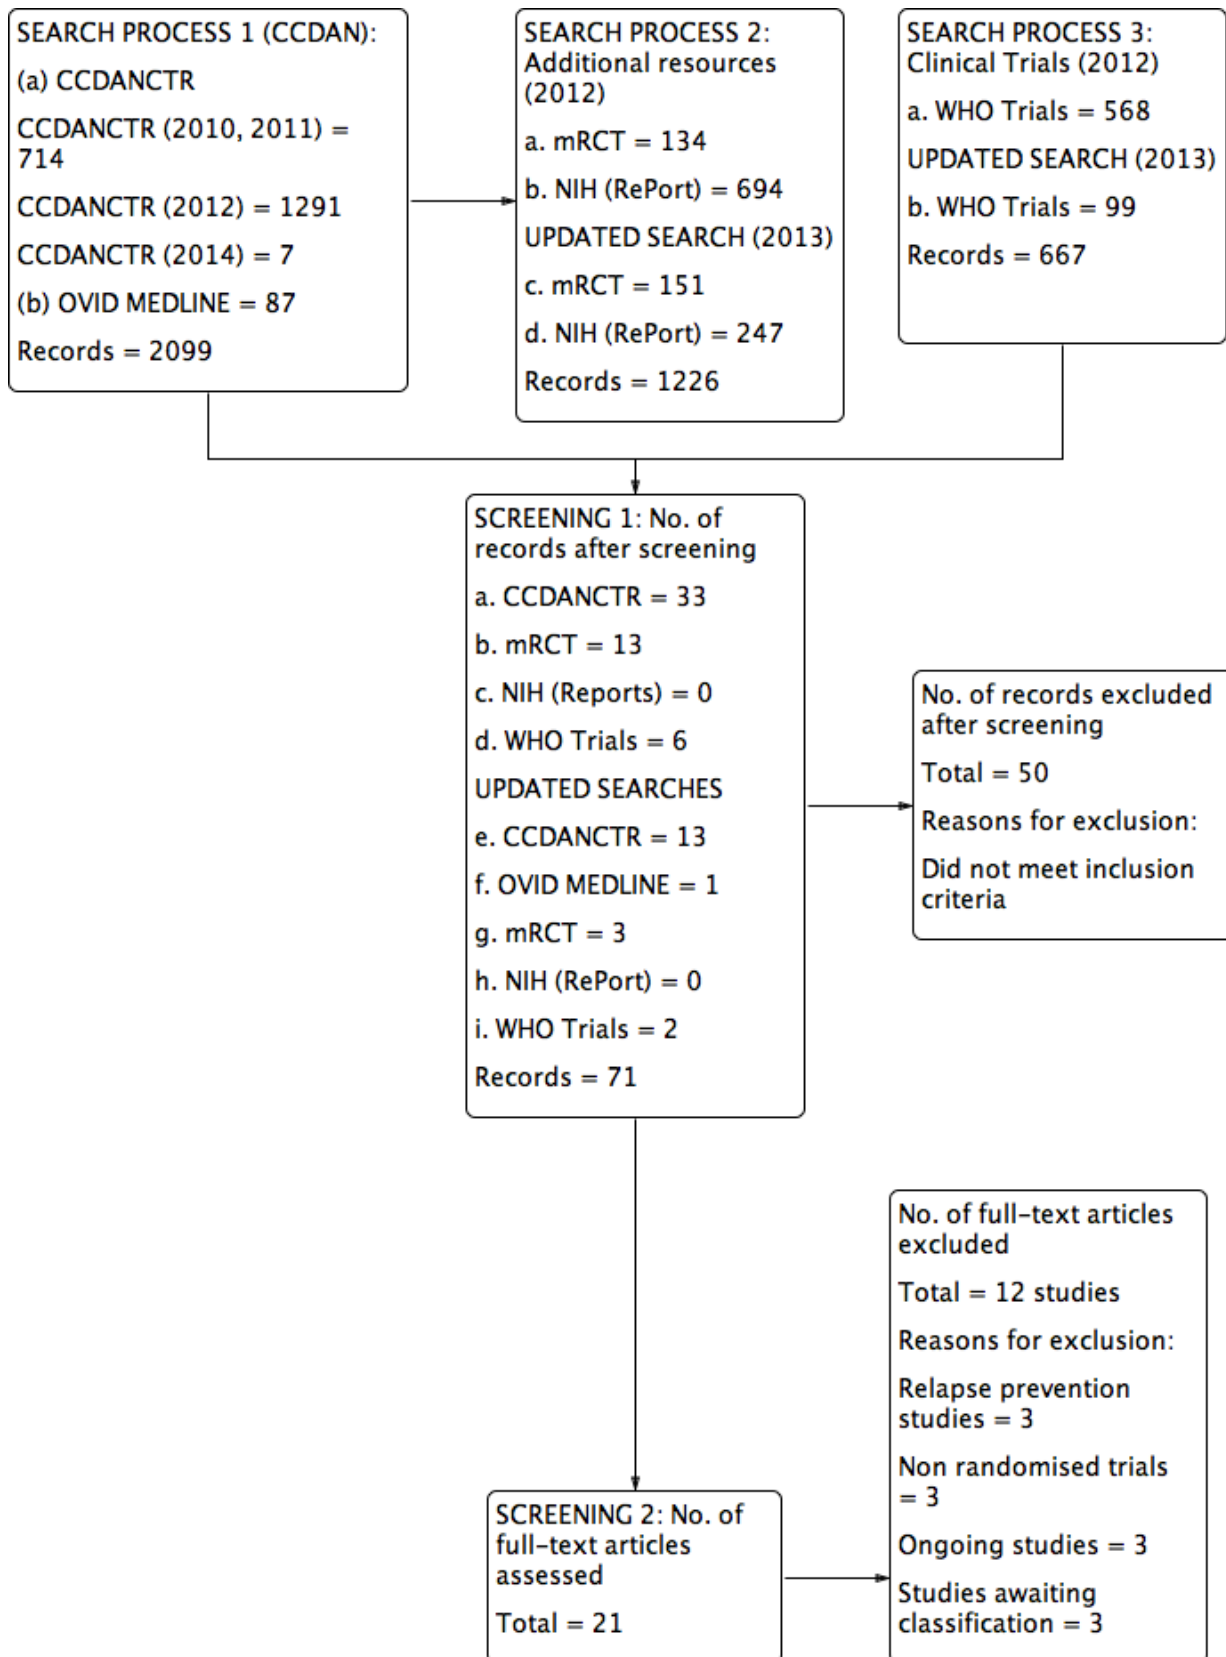 SEARCH PROCESS 1 (CCDAN):
(a) CCDANCTR
CCDANCTR (2010, 2011) =
714
CCDANCTR (2012) = 1291
CCDANCTR (2014) = 7
(b) OVID MEDLINE = 87
Records = 2099
SEARCH PROCESS 2:
Additional resources
(2012)
a. mRCT = 134
b. NIH (RePort) = 694
UPDATED SEARCH (2013)
c. mRCT = 151
d. NIH (RePort) = 247
Records = 1226
SEARCH PROCESS 3:
Clinical Trials (2012)
a. WHO Trials = 568
UPDATED SEARCH (2013)
b. WHO Trials = 99
Records = 667
SCREENING 1: No. of
records after screening
a. CCDANCTR = 33
b. mRCT = 13
c. NIH (Reports) = 0
d. WHO Trials = 6
UPDATED SEARCHES
e. CCDANCTR = 13
f. OVID MEDLINE = 1
g. mRCT = 3
h. NIH (RePort) = 0
i. WHO Trials = 2
Records = 71
No. of records excluded
after screening
Total = 50
Reasons for exclusion:
Did not meet inclusion
criteria
SCREENING 2: No. of
full-text articles
assessed
Total = 21
No. of full-text articles
excluded
Total = 12 studies
Reasons for exclusion:
Relapse prevention
studies = 3
Non randomised trials
= 3
Ongoing studies = 3
Studies awaiting
classification = 3